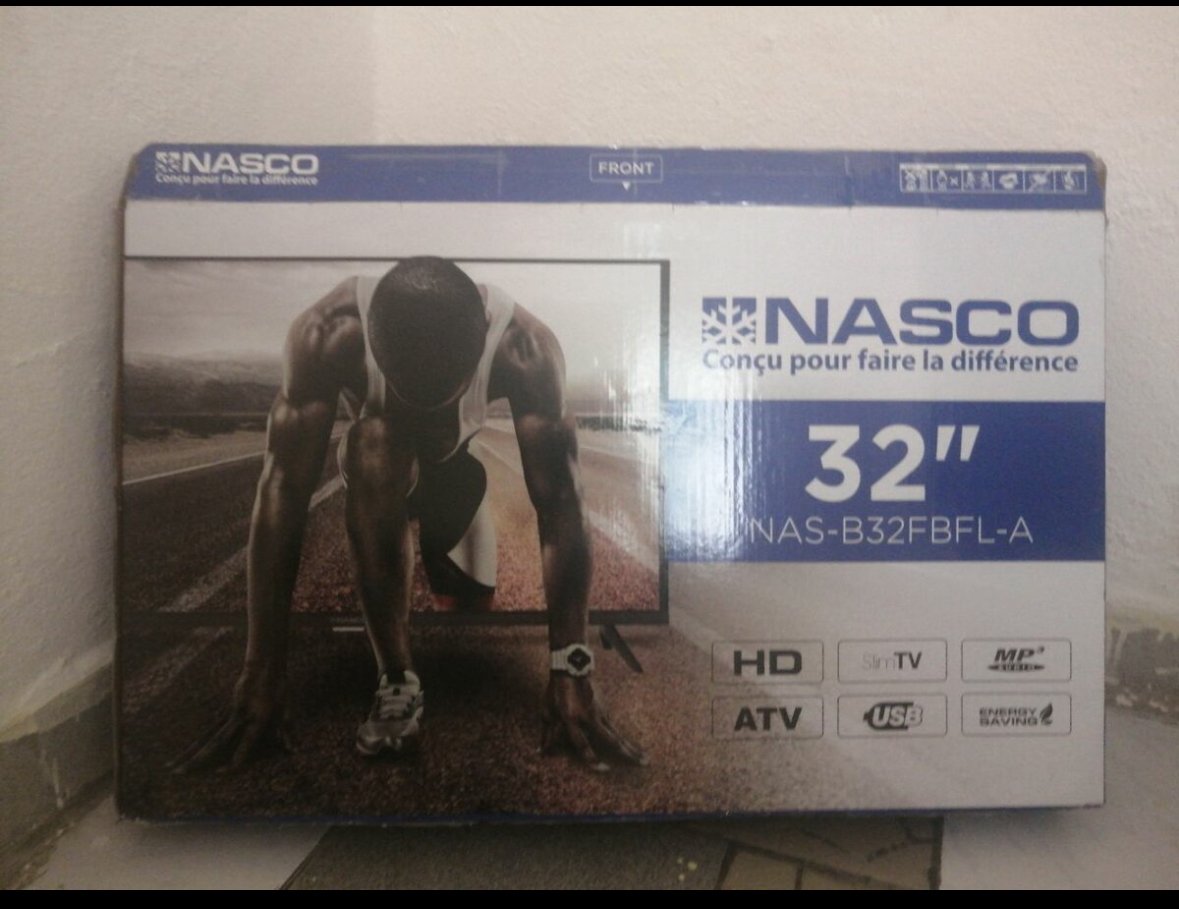 NASCO
Conçu pour faire la différence
FRONT
NASCO
Conçu pour faire la différence
32"
NAS-B32FBFL-A
HD
SlimTV
MP3
AUDIO
ATV
USB
ENERGY
SAVING